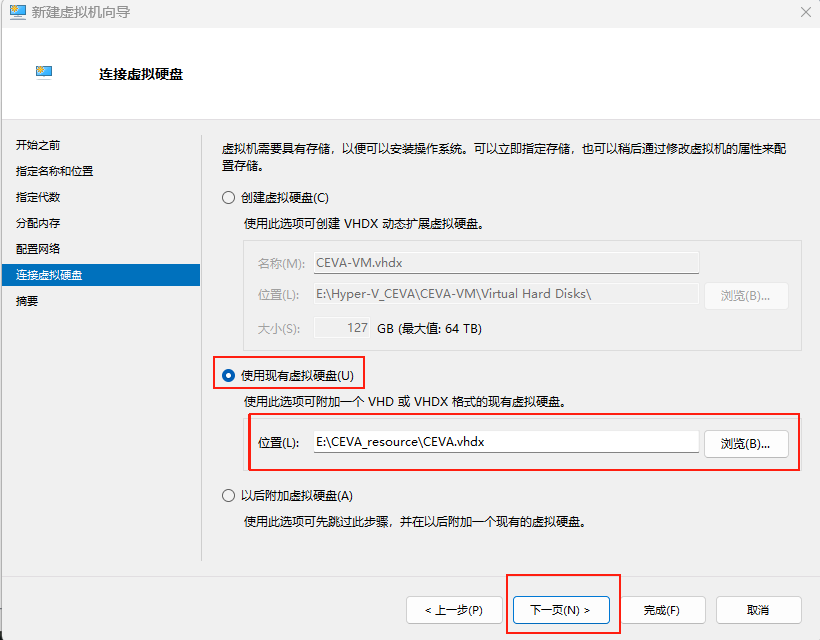 新建虚拟机向导
连接虚拟硬盘
开始之前
指定名称和位置
指定代数
分配内存
配置网络
连接虚拟硬盘
摘要
虚拟机需要具有存储，以便可以安装操作系统。可以立即指定存储，也可以稍后通过修改虚拟机的属性来配
置存储。
创建虚拟硬盘(C)
使用此选项可创建 VHDX 动态扩展虚拟硬盘。
名称(M): CEVA-VM.vhdx
位置(L): E:\Hyper-V_CEVA\CEVA-VM\Virtual Hard Disks\ 浏览(B)...
大小(S): 127 GB (最大值: 64 TB)
使用现有虚拟硬盘(U)
使用此选项可附加一个 VHD 或 VHDX 格式的现有虚拟硬盘。
位置(L): E:\CEVA_resource\CEVA.vhdx 浏览(B)...
以后附加虚拟硬盘(A)
使用此选项可先跳过此步骤，并在以后附加一个现有的虚拟硬盘。
< 上一步(P) 下一页(N) > 完成(F) 取消